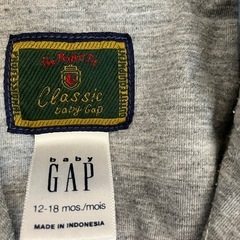 Classic
baby Gap
baby
GAP
12-18 mos./mois
MADE IN INDONESIA